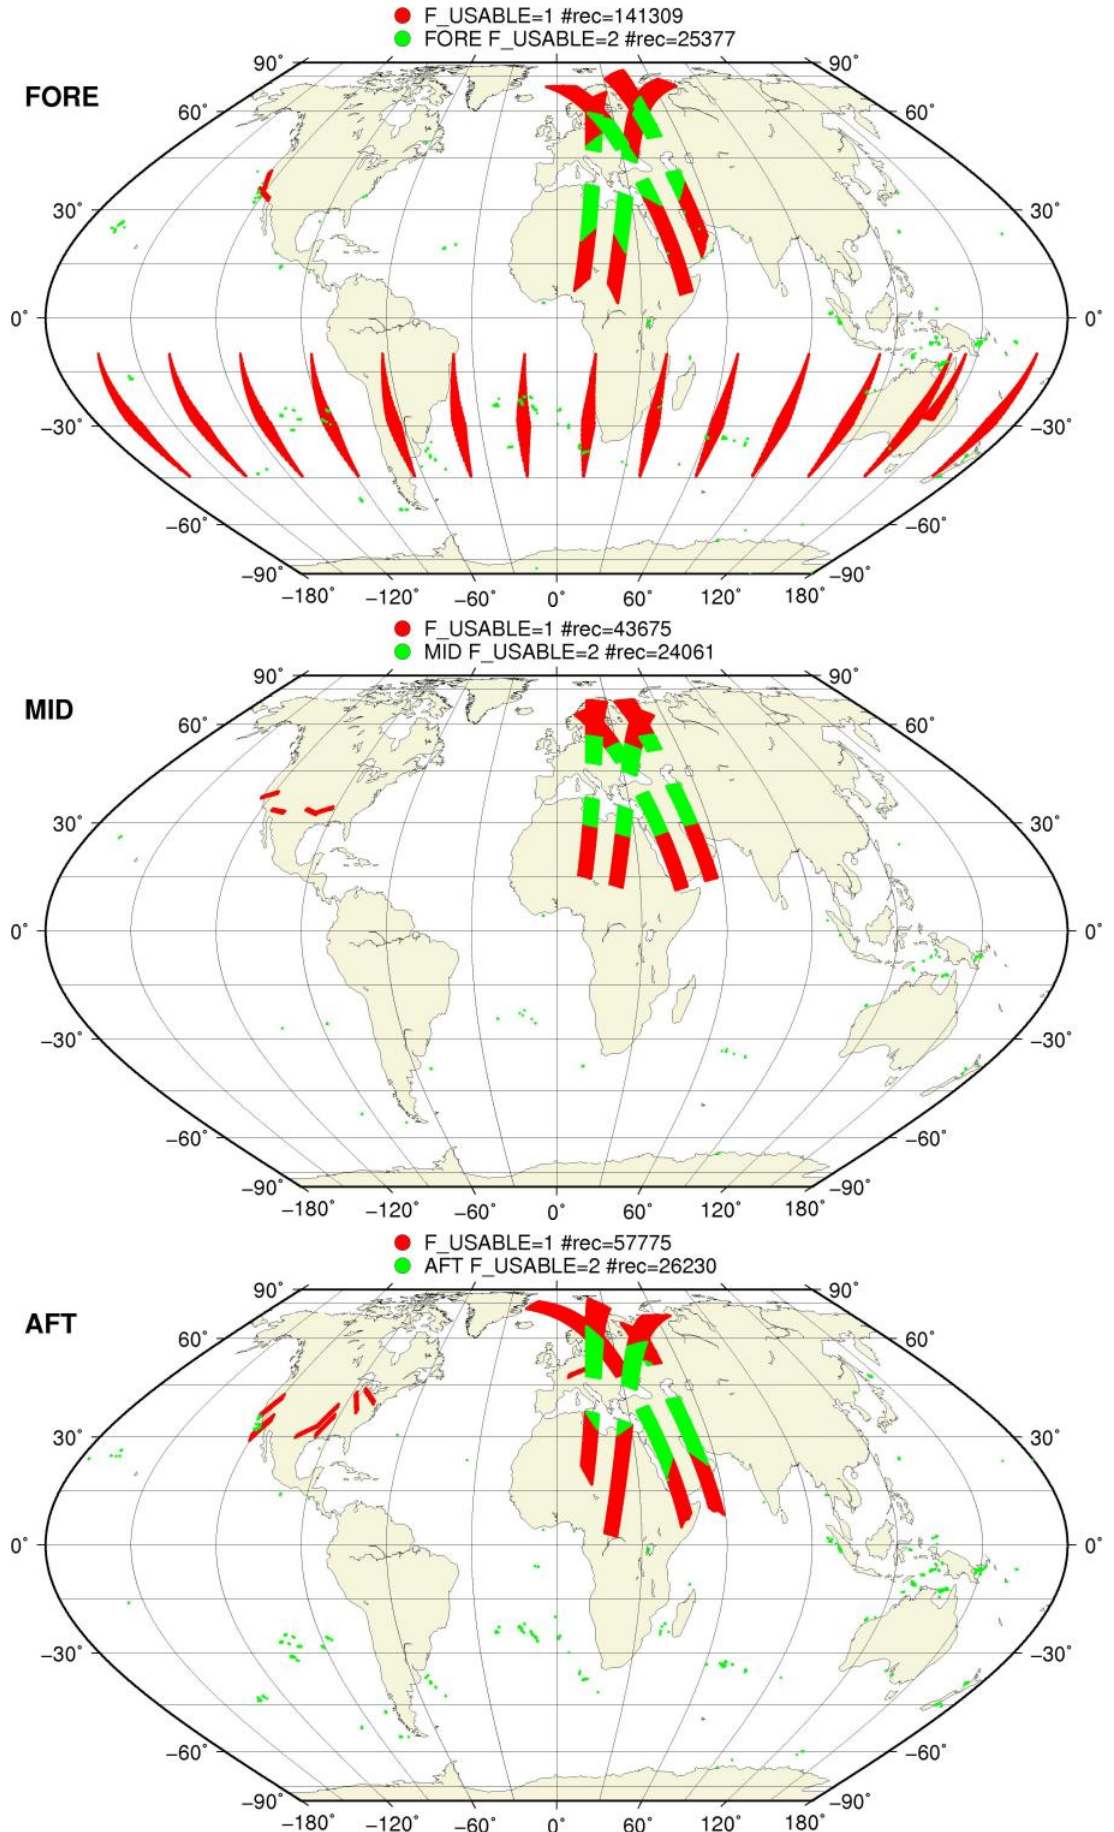 F_USABLE=1 #rec=141309
FORE F_USABLE=2 #rec=25377
FORE
90° 90°
60° 60°
30° 30°
0° 0°
−30° −30°
−60° −60°
−90° −90°
−180° −120° −60° 0° 60° 120° 180°
F_USABLE=1 #rec=43675
MID F_USABLE=2 #rec=24061
MID
90° 90°
60° 60°
30° 30°
0° 0°
−30° −30°
−60° −60°
−90° −90°
−180° −120° −60° 0° 60° 120° 180°
F_USABLE=1 #rec=57775
AFT F_USABLE=2 #rec=26230
AFT
90° 90°
60° 60°
30° 30°
0° 0°
−30° −30°
−60° −60°
−90° −90°
−180° −120° −60° 0° 60° 120° 180°